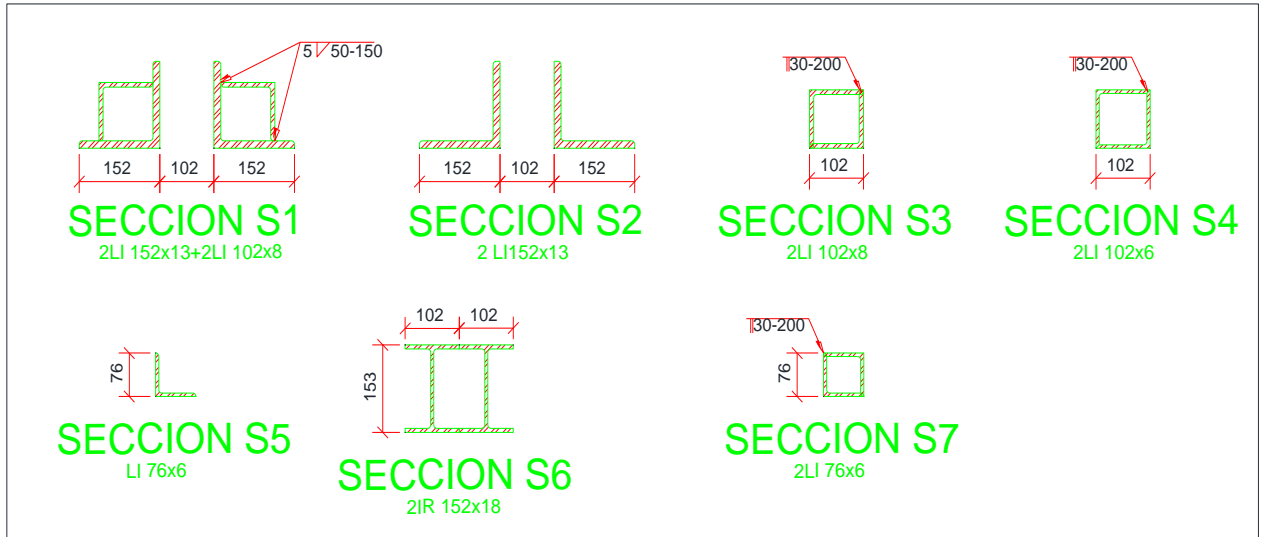 5 50-150
152
102
152
SECCION S1
2LI 152x13+2LI 102x8
152
102
152
SECCION S2
2 LI152x13
30-200
102
SECCION S3
2LI 102x8
30-200
102
SECCION S4
2LI 102x6
76
SECCION S5
LI 76x6
102
102
153
SECCION S6
2IR 152x18
30-200
76
SECCION S7
2LI 76x6